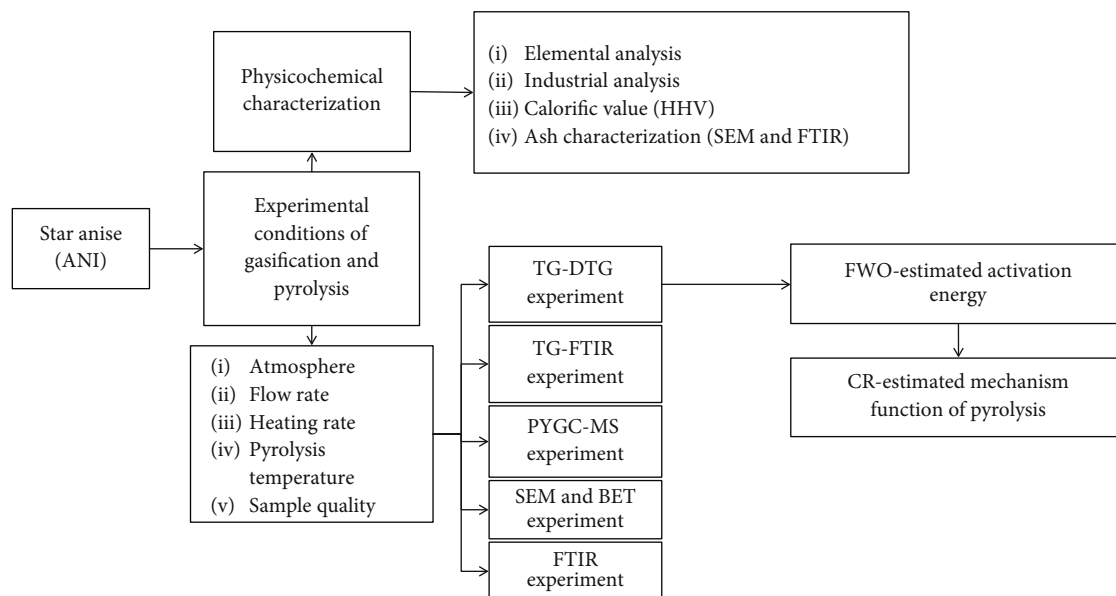 Star anise
(ANI)
Physicochemical
characterization
(i) Elemental analysis
(ii) Industrial analysis
(iii) Calorific value (HHV)
(iv) Ash characterization (SEM and FTIR)
Experimental
conditions of
gasification and
pyrolysis
(i) Atmosphere
(ii) Flow rate
(iii) Heating rate
(iv) Pyrolysis
temperature
(v) Sample quality
TG-DTG
experiment
TG-FTIR
experiment
PYGC-MS
experiment
SEM and BET
experiment
FTIR
experiment
FWO-estimated activation
energy
CR-estimated mechanism
function of pyrolysis